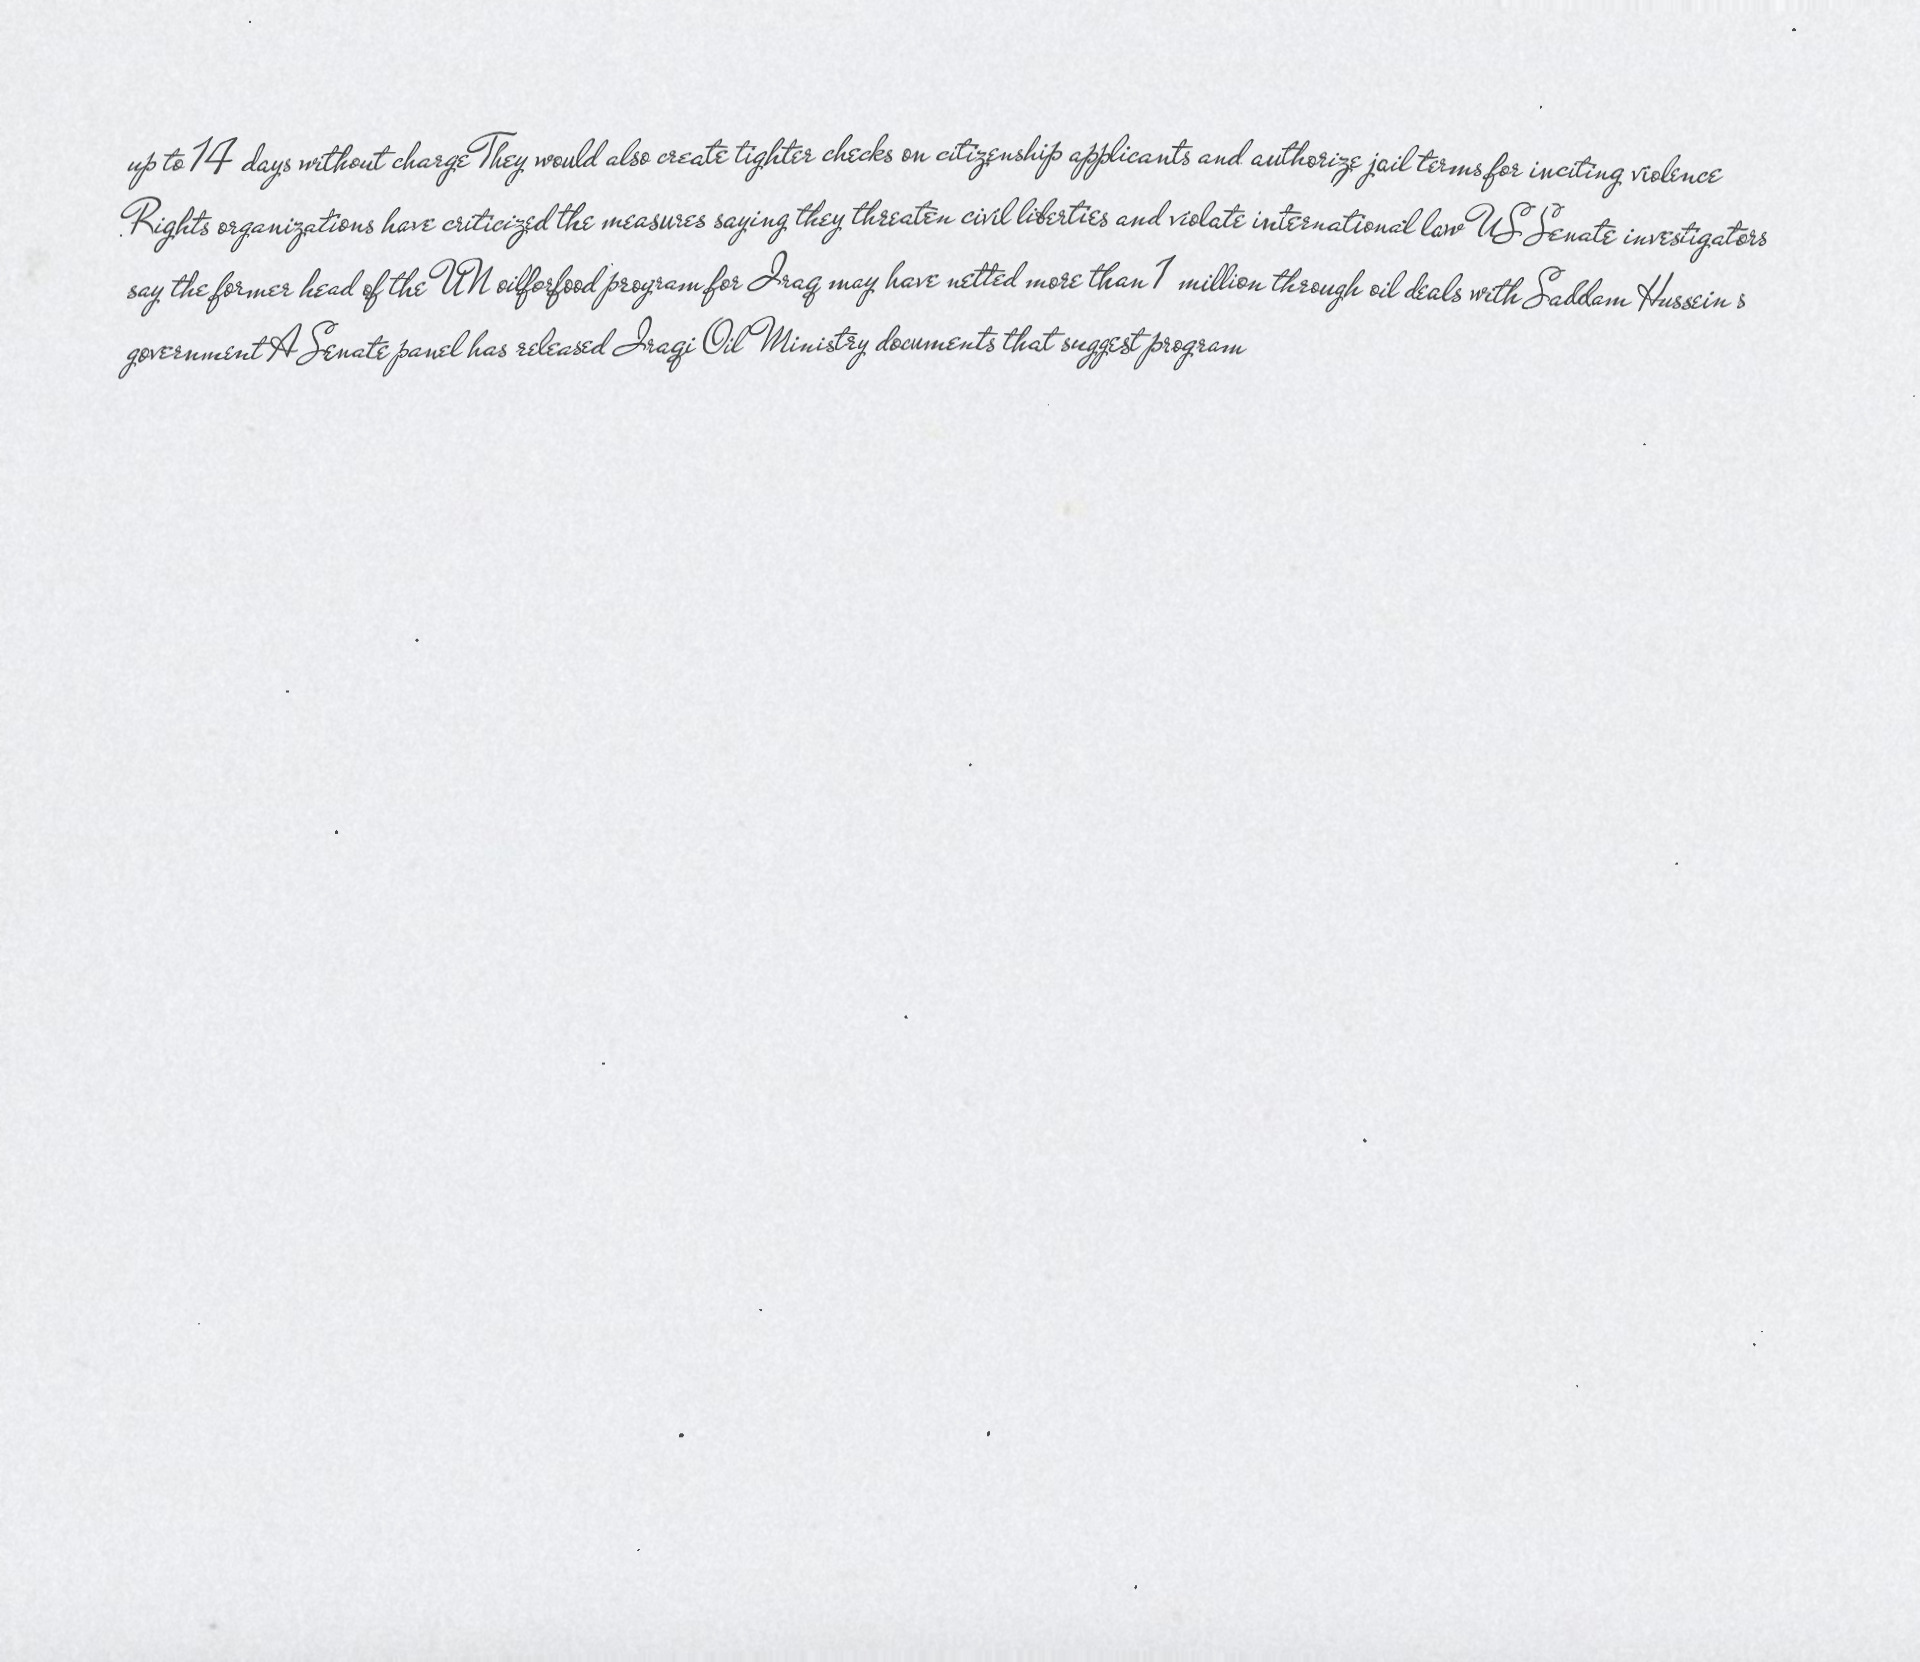 up to 14 days without charge They would also create tighter checks on citizenship applicants and authorize jail terms for inciting violence
Rights organizations have criticized the measures saying they threaten civil liberties and violate international law US Senate investigators
say the former head of the UN oilforfood program for Iraq may have netted more than 1 million through oil deals with Saddam Hussein s
government A Senate panel has released Iraqi Oil Ministry documents that suggest program